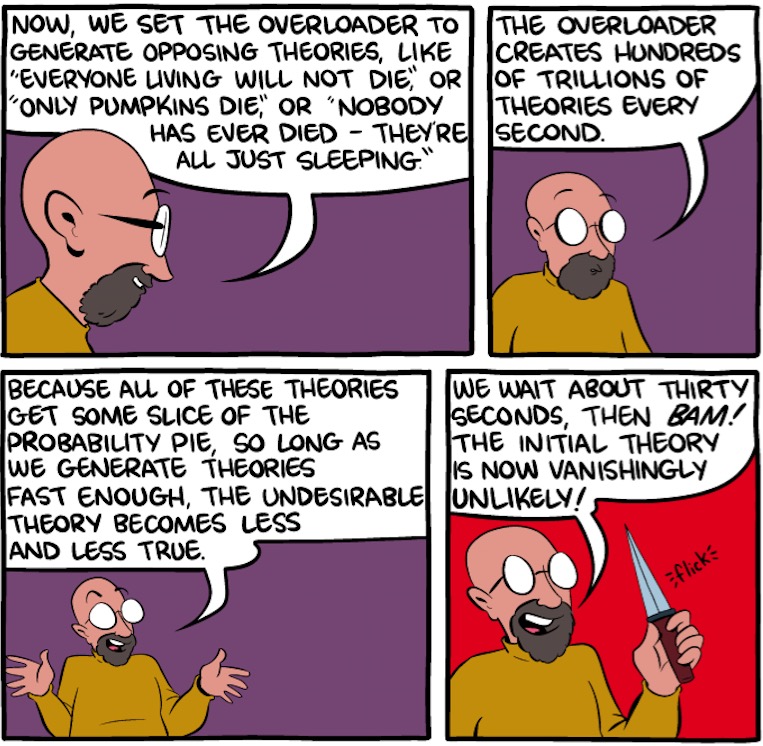 NOW, WE SET THE OVERLOADER TO
GENERATE OPPOSING THEORIES, LIKE
"EVERYONE LIVING WILL NOT DIE," OR
"ONLY PUMPKINS DIE," OR "NOBODY
HAS EVER DIED - THEY'RE
ALL JUST SLEEPING."
THE OVERLOADER
CREATES HUNDREDS
OF TRILLIONS OF
THEORIES EVERY
SECOND.
BECAUSE ALL OF THESE THEORIES
GET SOME SLICE OF THE
PROBABILITY PIE, SO LONG AS
WE GENERATE THEORIES
FAST ENOUGH, THE UNDESIRABLE
THEORY BECOMES LESS
AND LESS TRUE.
WE WAIT ABOUT THIRTY
SECONDS, THEN BAM!
THE INITIAL THEORY
IS NOW VANISHINGLY
UNLIKELY!
flick